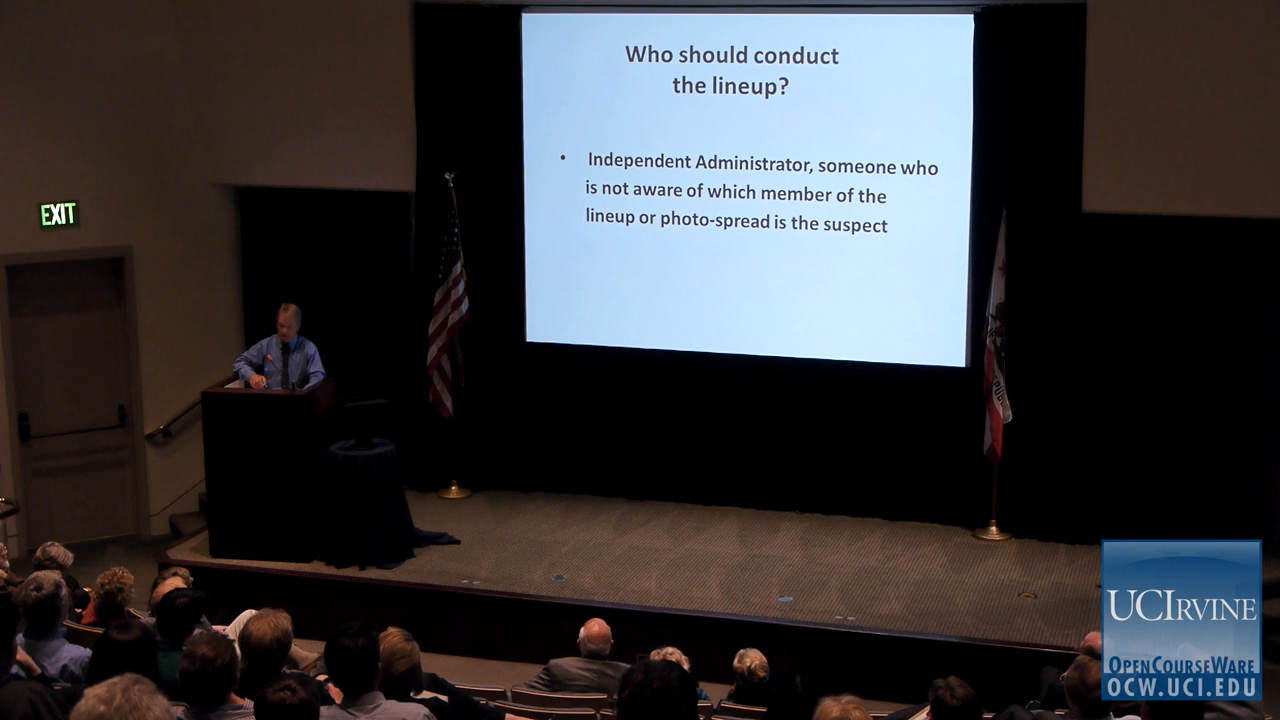 Who should conduct
the lineup?
• Independent Administrator, someone who
is not aware of which member of the
lineup or photo-spread is the suspect
EXIT
UCIRVINE
OPENCOURSEWARE
OCW.UCI.EDU